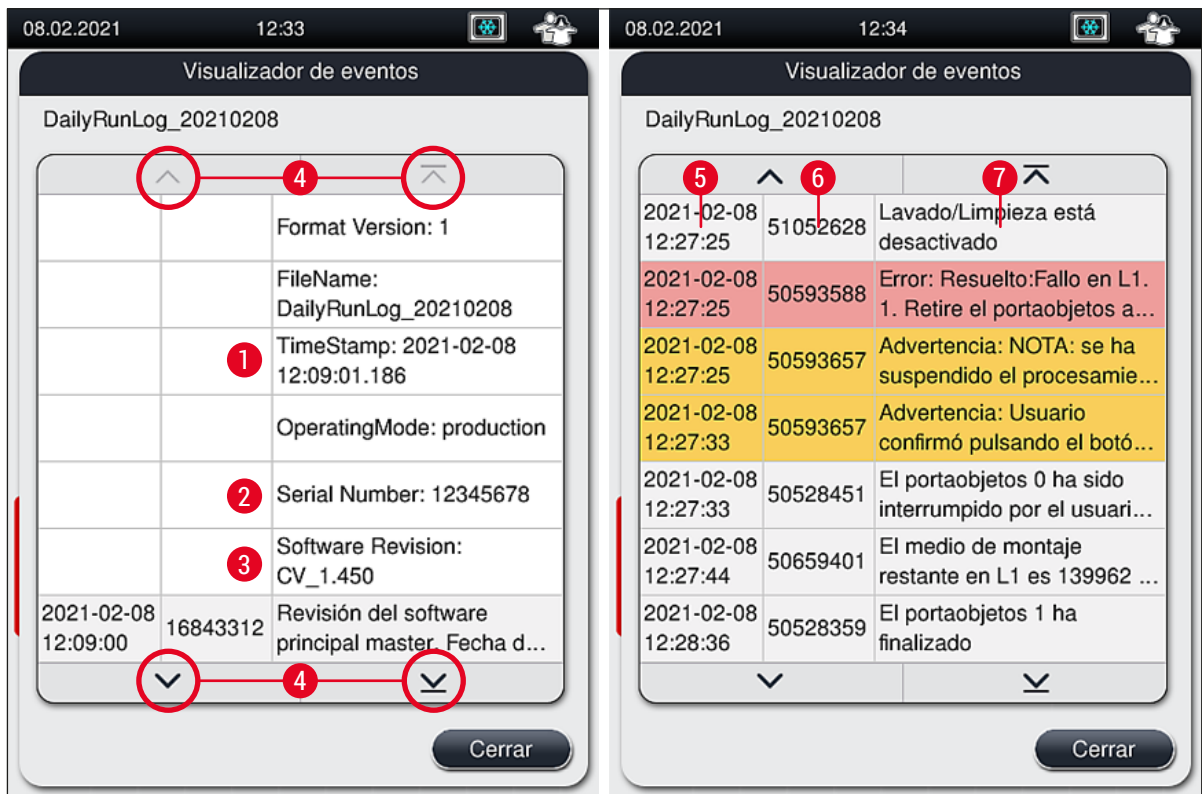 08.02.2021 12:33
Visualizador de eventos
DailyRunLog_20210208
4
Format Version: 1
FileName:
DailyRunLog_20210208
1
TimeStamp: 2021-02-08
12:09:01.186
OperatingMode: production
2
Serial Number: 12345678
3
Software Revision:
CV_1.450
2021-02-08
12:09:00
16843312
Revisión del software
principal master. Fecha d...
4
Cerrar
08.02.2021 12:34
Visualizador de eventos
DailyRunLog_20210208
5 6 7
2021-02-08
12:27:25
51052628
Lavado/Limpieza está
desactivado
2021-02-08
12:27:25
50593588
Error: Resuelto:Fallo en L1.
1. Retire el portaobjetos a...
2021-02-08
12:27:25
50593657
Advertencia: NOTA: se ha
suspendido el procesamie...
2021-02-08
12:27:33
50593657
Advertencia: Usuario
confirmó pulsando el botó...
2021-02-08
12:27:33
50528451
El portaobjetos 0 ha sido
interrumpido por el usuari...
2021-02-08
12:27:44
50659401
El medio de montaje
restante en L1 es 139962 ...
2021-02-08
12:28:36
50528359
El portaobjetos 1 ha
finalizado
Cerrar